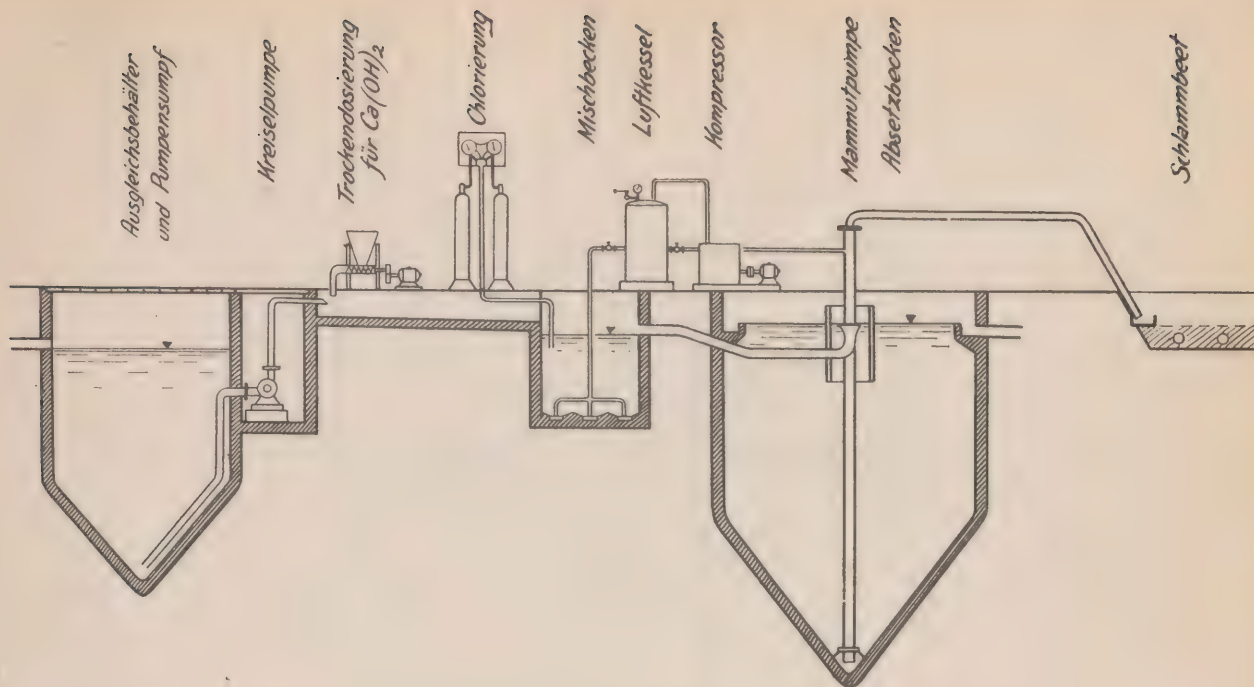 Ausgleichsbehälter
und Pumpensumpf
Kreiselpumpe
Trockendosierung
für Ca(OH)2
Chlorierung
Mischbecken
Luftkessel
Kompressor
Mammutpumpe
Absetzbecken
Schlammbeet